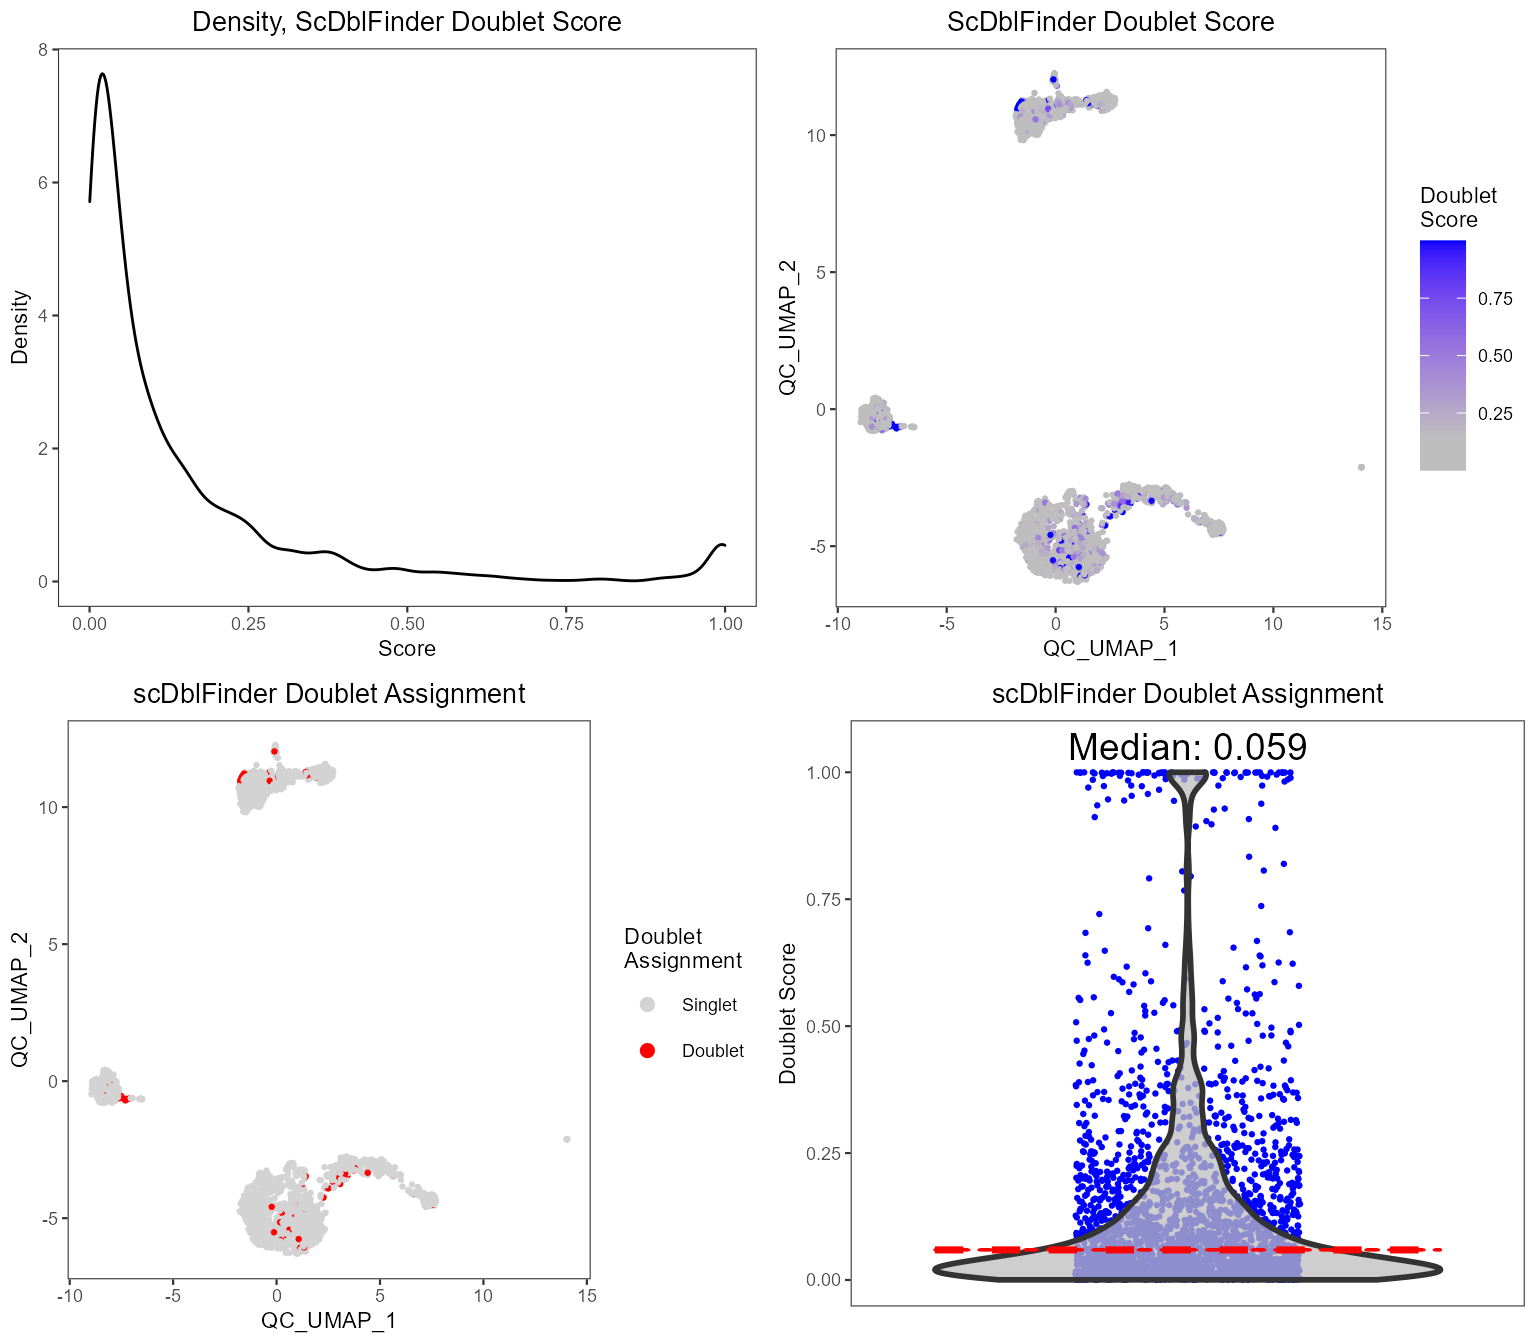 Density, ScDblFinder Doublet Score
8
6
4
2
0
Density
0.00 0.25 0.50 0.75 1.00
Score
ScDblFinder Doublet Score
10
5
0
-5
QC_UMAP_2
-10 -5 0 5 10 15
QC_UMAP_1
Doublet
Score
0.75
0.50
0.25
scDblFinder Doublet Assignment
10
5
0
-5
QC_UMAP_2
-10 -5 0 5 10 15
QC_UMAP_1
Doublet
Assignment
Singlet
Doublet
scDblFinder Doublet Assignment
Median: 0.059
1.00
0.75
0.50
0.25
0.00
Doublet Score